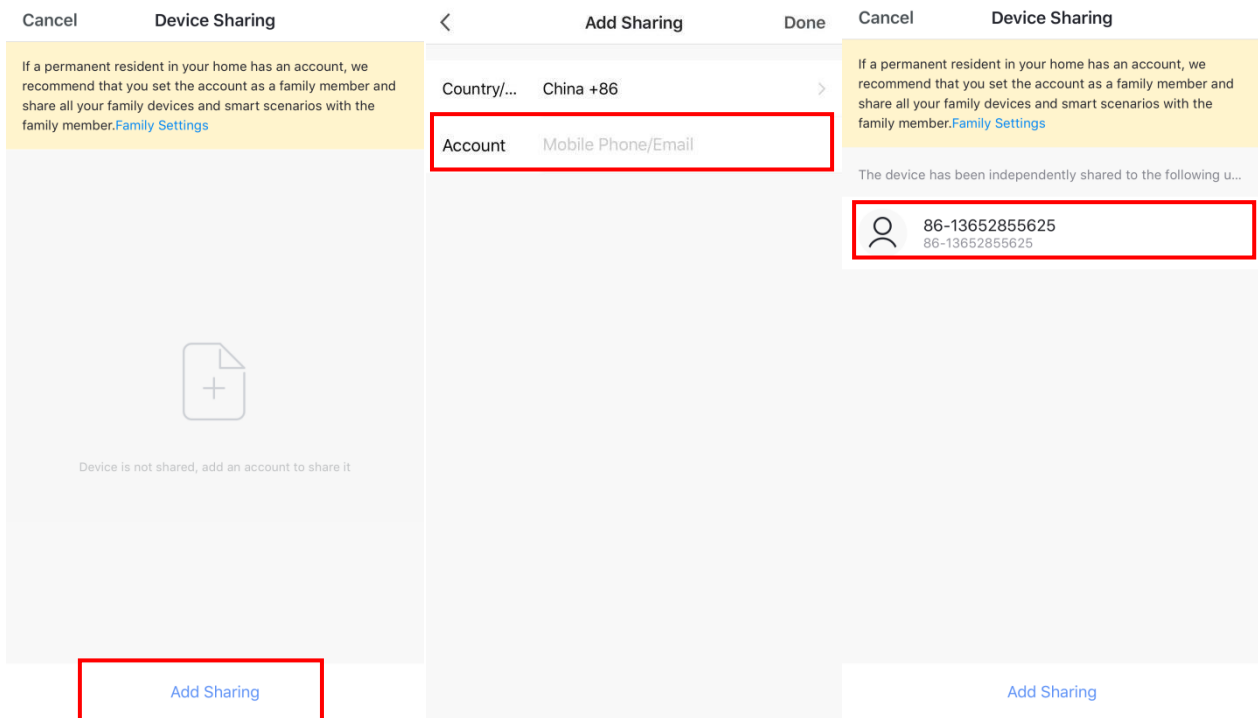 Cancel Device Sharing
If a permanent resident in your home has an account, we
recommend that you set the account as a family member and
share all your family devices and smart scenarios with the
family member.Family Settings
Device is not shared, add an account to share it
Add Sharing
Add Sharing Done
Country/... China +86
Account Mobile Phone/Email
Cancel Device Sharing
If a permanent resident in your home has an account, we
recommend that you set the account as a family member and
share all your family devices and smart scenarios with the
family member.Family Settings
The device has been independently shared to the following u...
86-13652855625
86-13652855625
Add Sharing